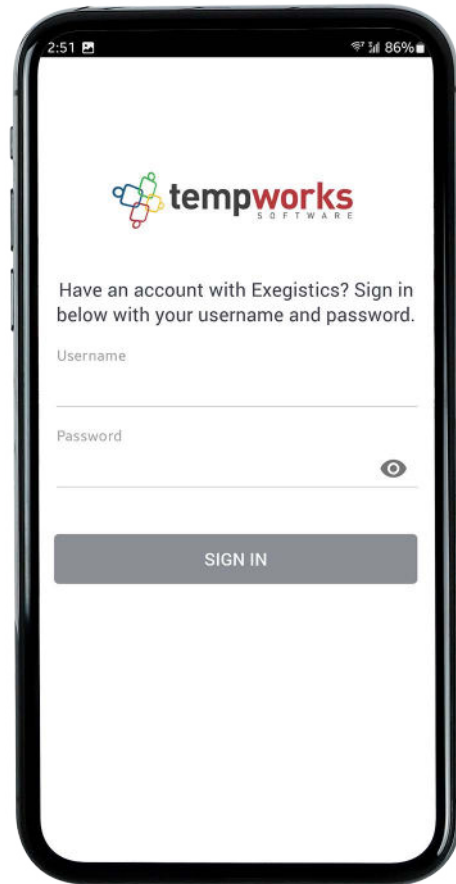 2:51 86%
tempworks
SOFTWARE
Have an account with Exegistics? Sign in
below with your username and password.
Username
Password
SIGN IN